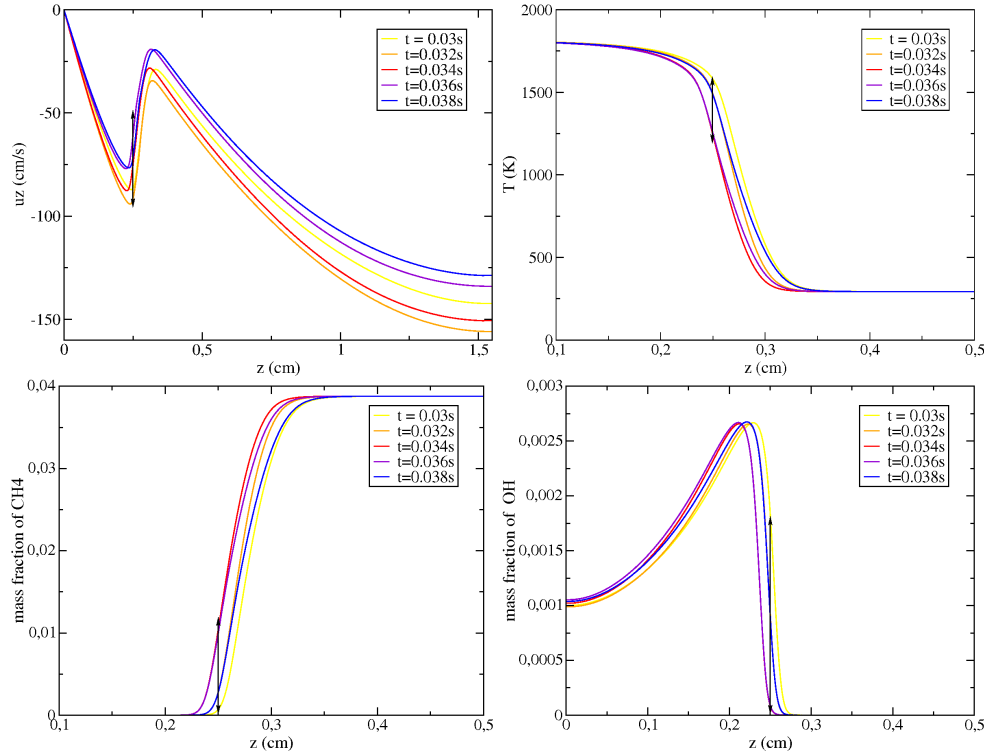 0
-50
-100
-150
uz (cm/s)
0
0,5
1
1,5
z (cm)
t = 0.03s
t=0.032s
t=0.034s
t=0.036s
t=0.038s
2000
1500
1000
500
0
T (K)
0,1
0,2
0,3
0,4
0,5
z (cm)
t = 0.03s
t=0.032s
t=0.034s
t=0.036s
t=0.038s
0,04
0,03
0,02
0,01
0
mass fraction of CH4
0,1
0,2
0,3
0,4
0,5
z (cm)
t = 0.03s
t=0.032s
t=0.034s
t=0.036s
t=0.038s
0,003
0,0025
0,002
0,0015
0,001
0,0005
0
mass fraction of OH
0
0,1
0,2
0,3
0,4
0,5
z (cm)
t = 0.03s
t=0.032s
t=0.034s
t=0.036s
t=0.038s